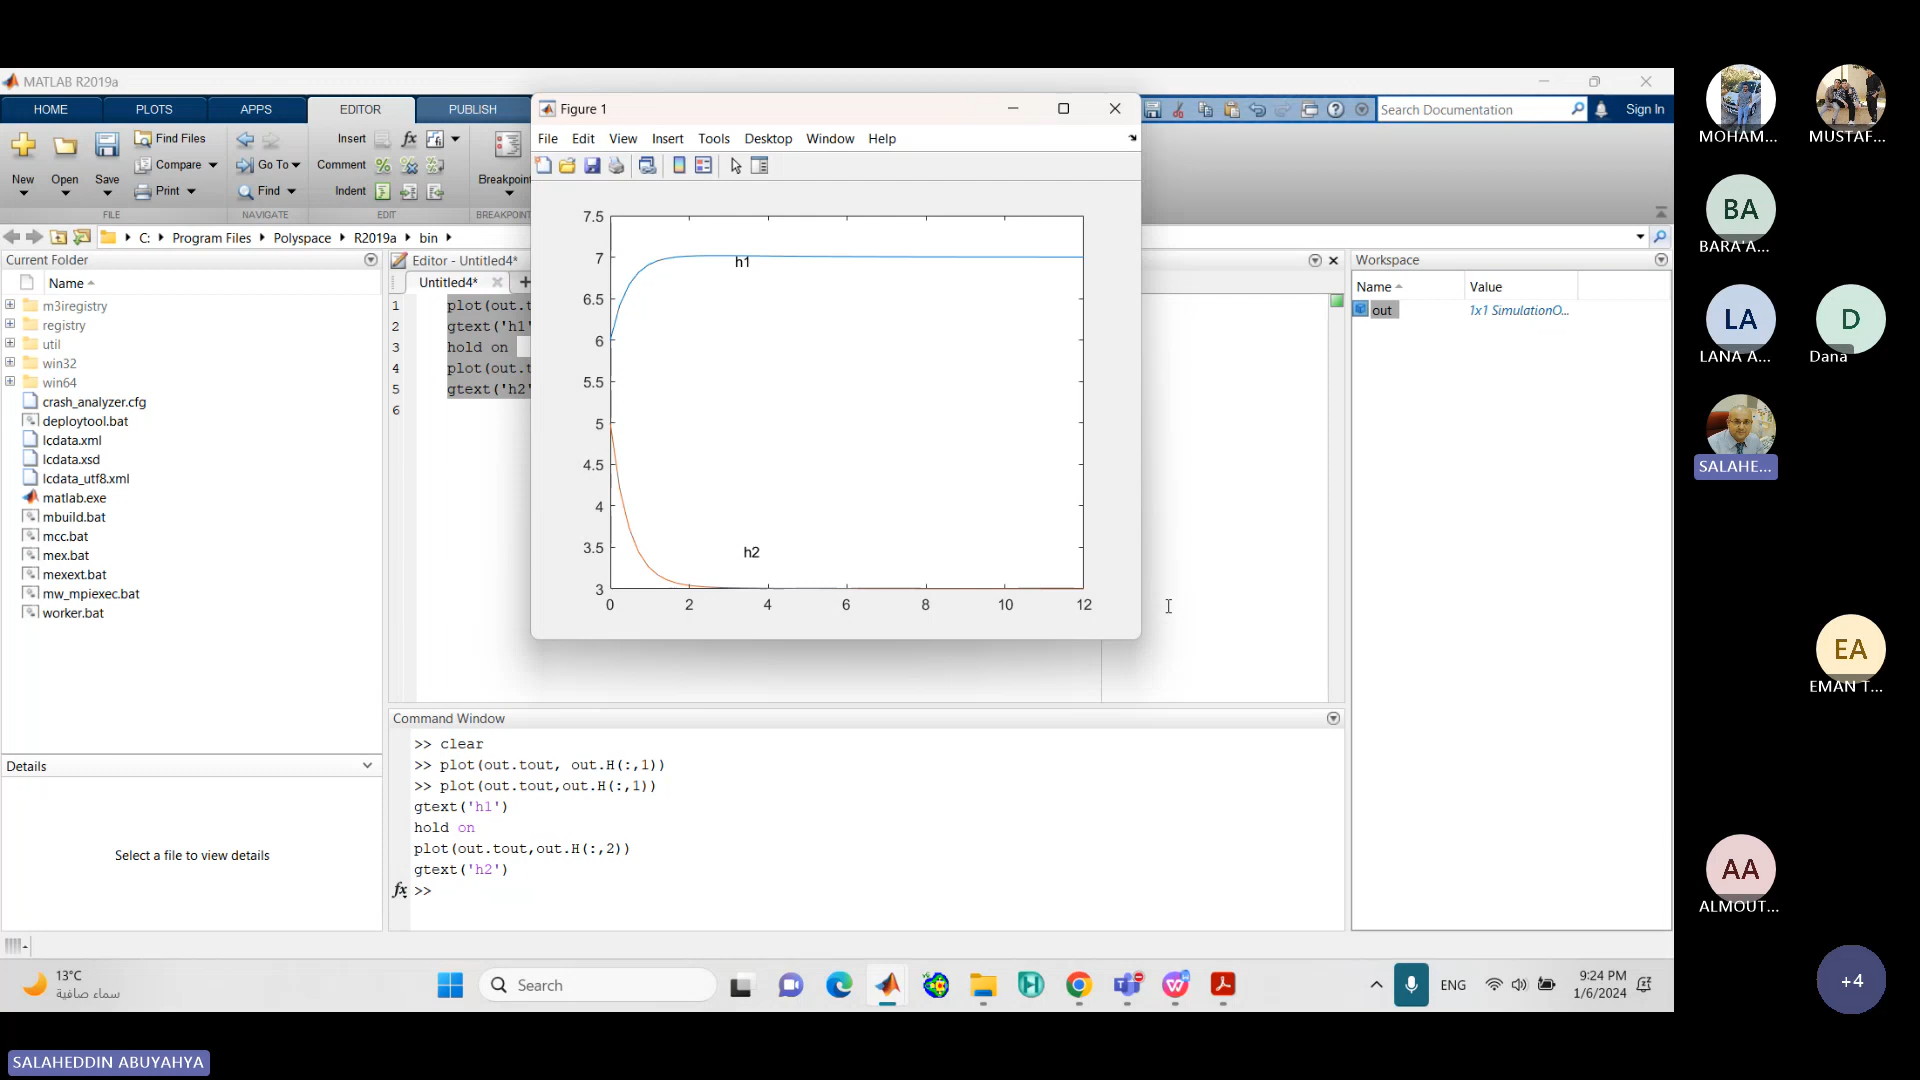 MATLAB R2019a
HOME PLOTS APPS EDITOR PUBLISH
Search Documentation
Sign In
New
Open
Save
Find Files
Compare
Print
FILE
Go To
Find
NAVIGATE
Insert
Comment
Indent
EDIT
Breakpoint
BREAKPOINT
C: Program Files Polyspace R2019a bin
Current Folder
Name
m3iregistry
registry
util
win32
win64
crash_analyzer.cfg
deploytool.bat
lcdata.xml
lcdata.xsd
lcdata_utf8.xml
matlab.exe
mbuild.bat
mcc.bat
mex.bat
mexext.bat
mw_mpiexec.bat
worker.bat
Details
Select a file to view details
Editor - Untitled4*
Untitled4*
1 plot(out.t
2 gtext('h1'
3 hold on
4 plot(out.t
5 gtext('h2'
6
Figure 1
File Edit View Insert Tools Desktop Window Help
7.5
7
6.5
6
5.5
5
4.5
4
3.5
3
h1
h2
0 2 4 6 8 10 12
Workspace
Name Value
out 1x1 SimulationO...
Command Window
>> clear
>> plot(out.tout, out.H(:,1))
>> plot(out.tout,out.H(:,1))
gtext('h1')
hold on
plot(out.tout,out.H(:,2))
gtext('h2')
fx >>
13°C
سماء صافية
Search
ENG
9:24 PM
1/6/2024
MOHAM...
MUSTAF...
BA
BARA'A...
LA
LANA A...
D
Dana
SALAHE...
EA
EMAN T...
AA
ALMOUT...
+4
SALAHEDDIN ABUYAHYA